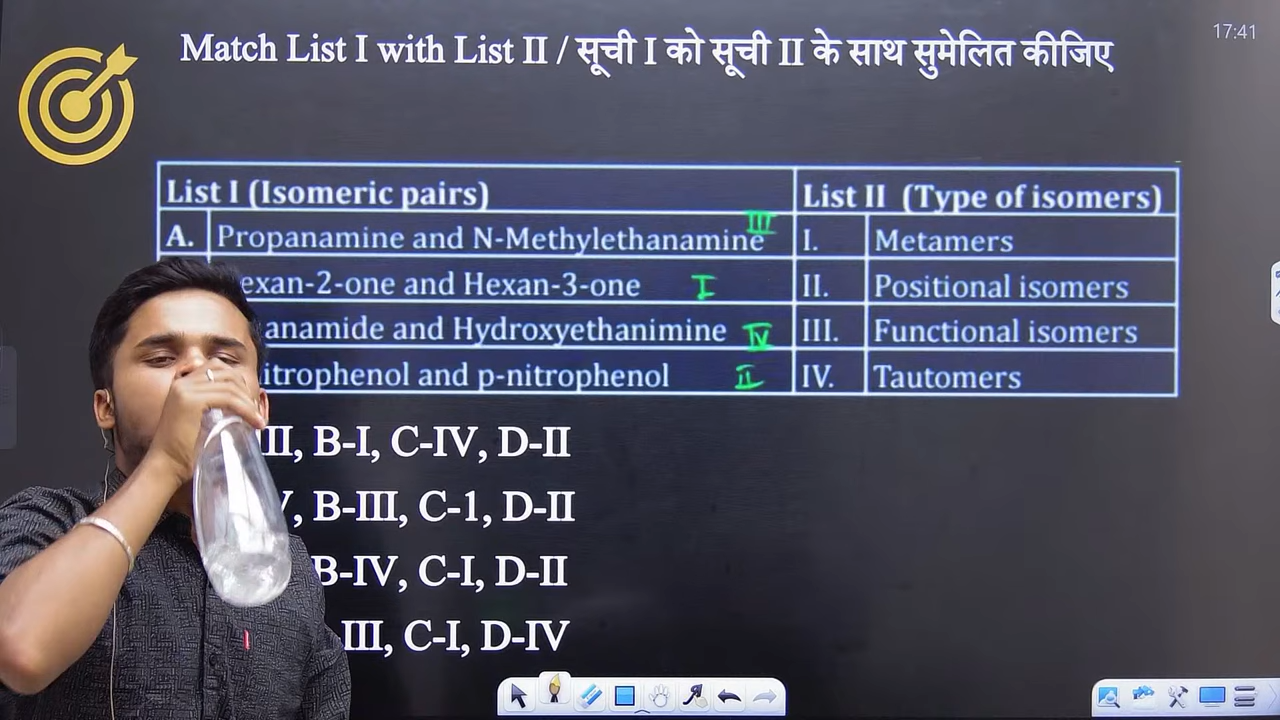 17:41
Match List I with List II / सूची I को सूची II के साथ सुमेलित कीजिए
List I (Isomeric pairs) List II (Type of isomers)
A. Propanamine and N-Methylethanamine III I. Metamers
exan-2-one and Hexan-3-one I II. Positional isomers
anamide and Hydroxyethanimine IV III. Functional isomers
itrophenol and p-nitrophenol II IV. Tautomers
III, B-I, C-IV, D-II
V, B-III, C-1, D-II
B-IV, C-I, D-II
III, C-I, D-IV